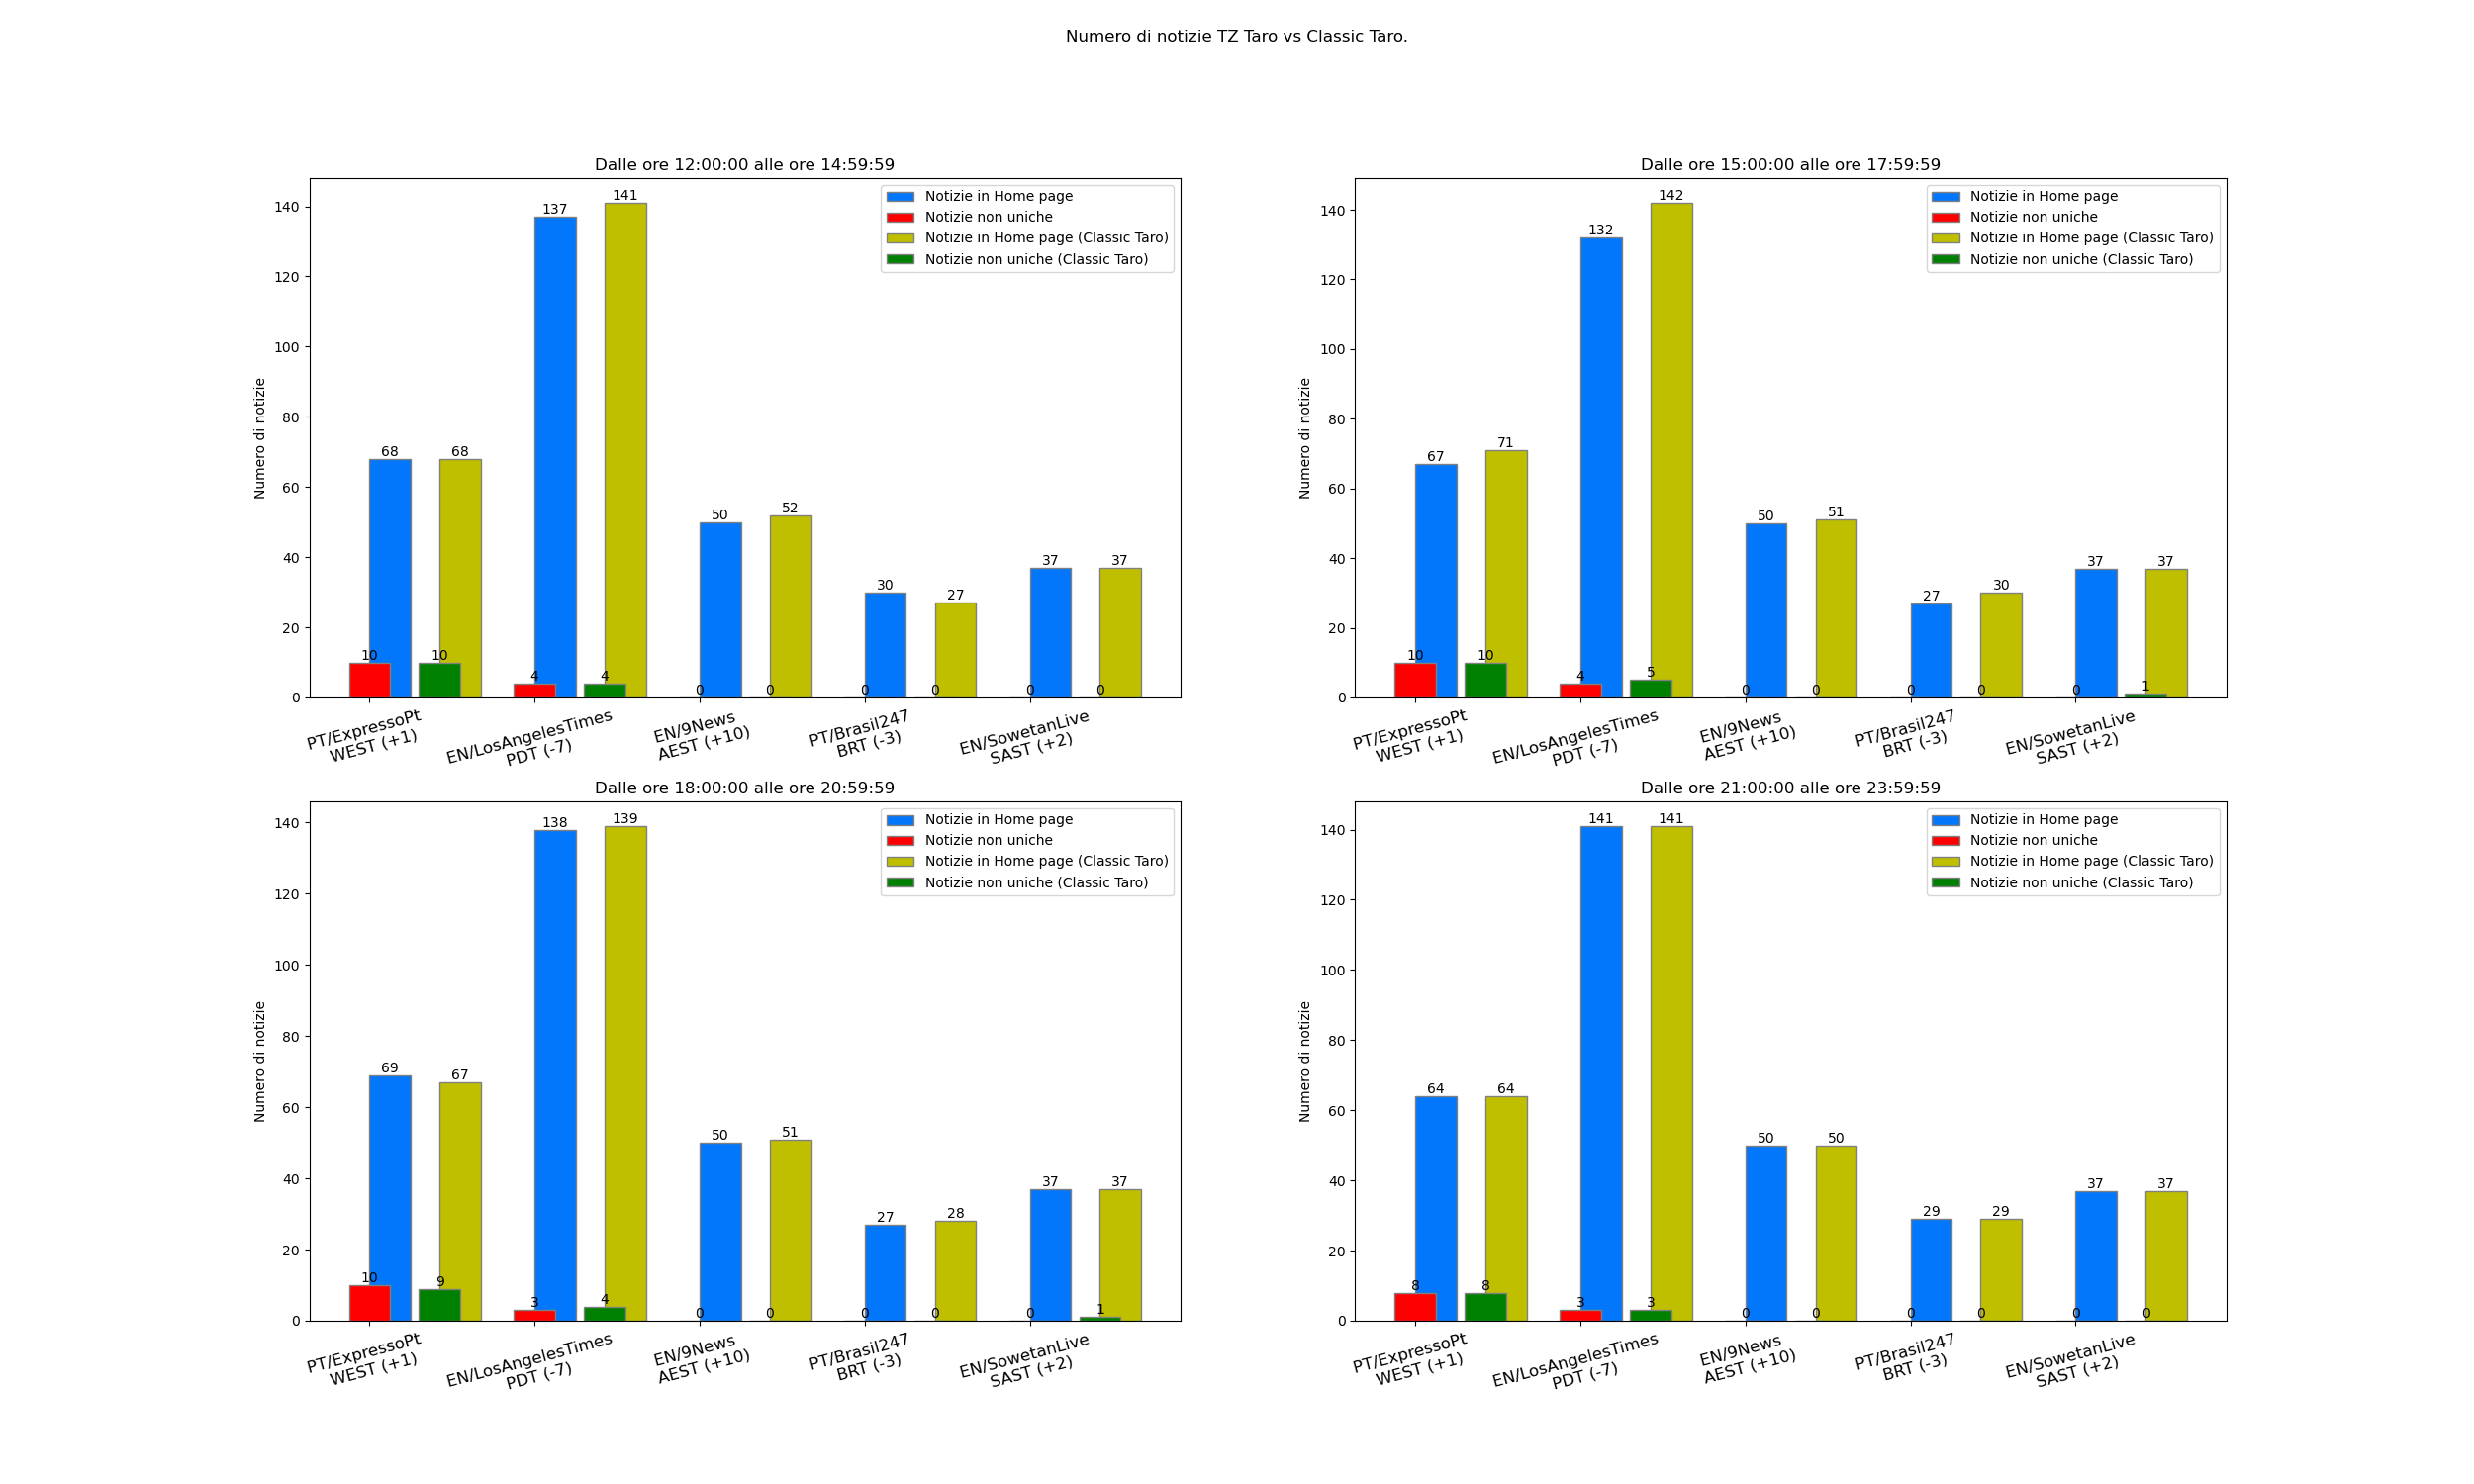 Numero di notizie TZ Taro vs Classic Taro.
Dalle ore 12:00:00 alle ore 14:59:59
Numero di notizie
140
120
100
80
60
40
20
0
Notizie in Home page
Notizie non uniche
Notizie in Home page (Classic Taro)
Notizie non uniche (Classic Taro)
10 68 10 68
4 137 4 141
0 50 0 52
0 30 0 27
0 37 0 37
PT/ExpressoPt
WEST (+1)
EN/LosAngelesTimes
PDT (-7)
EN/9News
AEST (+10)
PT/Brasil247
BRT (-3)
EN/SowetanLive
SAST (+2)
Dalle ore 15:00:00 alle ore 17:59:59
Numero di notizie
140
120
100
80
60
40
20
0
Notizie in Home page
Notizie non uniche
Notizie in Home page (Classic Taro)
Notizie non uniche (Classic Taro)
10 67 10 71
4 132 5 142
0 50 0 51
0 27 0 30
0 37 1 37
PT/ExpressoPt
WEST (+1)
EN/LosAngelesTimes
PDT (-7)
EN/9News
AEST (+10)
PT/Brasil247
BRT (-3)
EN/SowetanLive
SAST (+2)
Dalle ore 18:00:00 alle ore 20:59:59
Numero di notizie
140
120
100
80
60
40
20
0
Notizie in Home page
Notizie non uniche
Notizie in Home page (Classic Taro)
Notizie non uniche (Classic Taro)
10 69 9 67
3 138 4 139
0 50 0 51
0 27 0 28
0 37 1 37
PT/ExpressoPt
WEST (+1)
EN/LosAngelesTimes
PDT (-7)
EN/9News
AEST (+10)
PT/Brasil247
BRT (-3)
EN/SowetanLive
SAST (+2)
Dalle ore 21:00:00 alle ore 23:59:59
Numero di notizie
140
120
100
80
60
40
20
0
Notizie in Home page
Notizie non uniche
Notizie in Home page (Classic Taro)
Notizie non uniche (Classic Taro)
8 64 8 64
3 141 3 141
0 50 0 50
0 29 0 29
0 37 0 37
PT/ExpressoPt
WEST (+1)
EN/LosAngelesTimes
PDT (-7)
EN/9News
AEST (+10)
PT/Brasil247
BRT (-3)
EN/SowetanLive
SAST (+2)